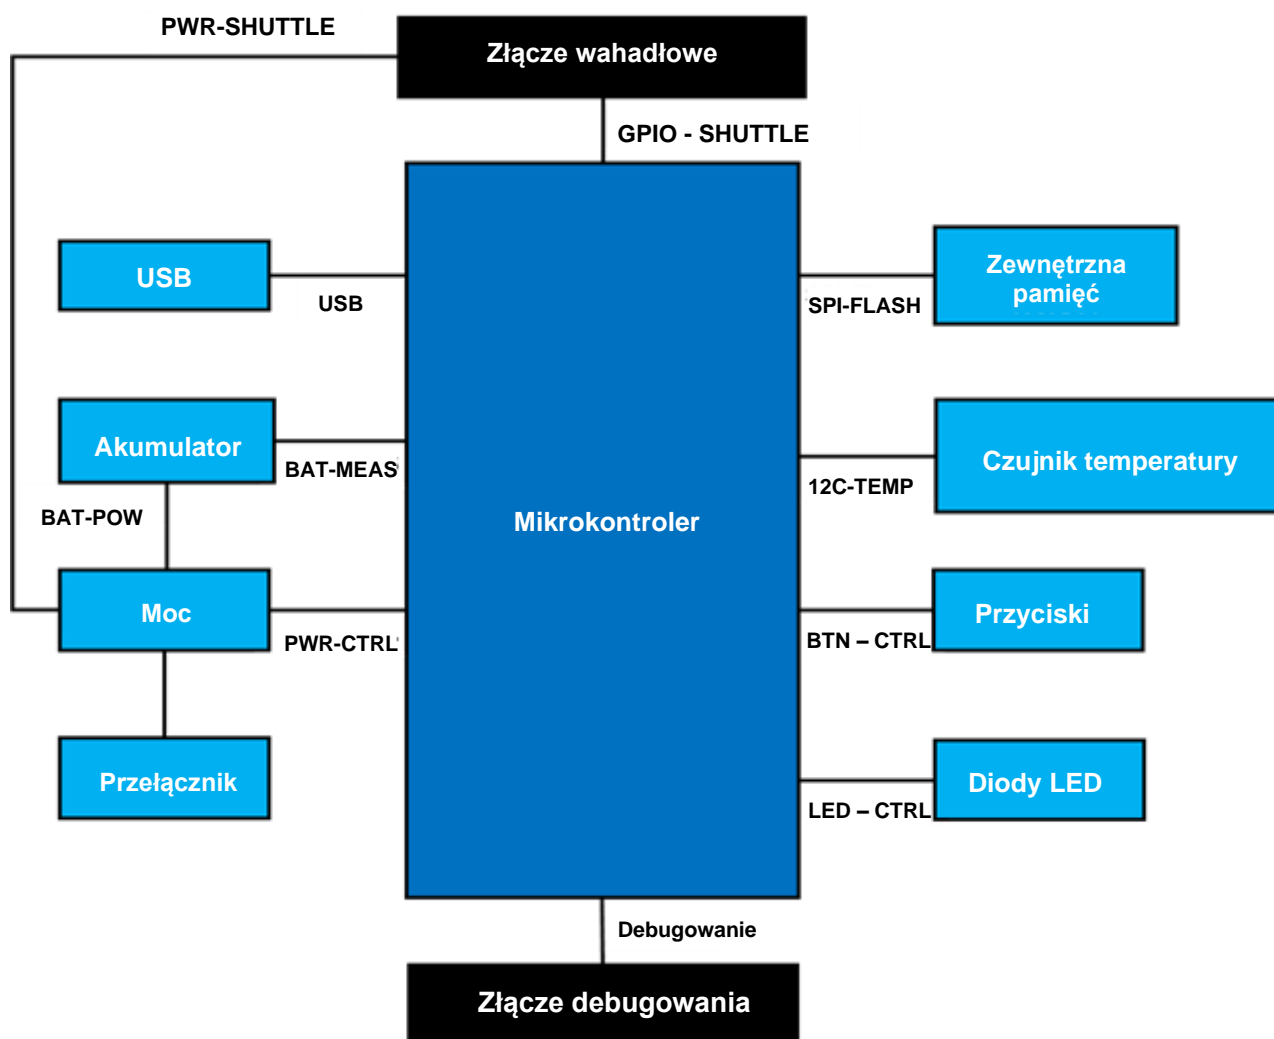 PWR-SHUTTLE
Złącze wahadłowe
GPIO - SHUTTLE
USB
USB
Zewnętrzna
pamięć
SPI-FLASH
Akumulator
BAT-MEAS
Czujnik temperatury
12C-TEMP
BAT-POW
Mikrokontroler
Moc
PWR-CTRL
Przyciski
BTN – CTRL
Przełącznik
Diody LED
LED – CTRL
Debugowanie
Złącze debugowania